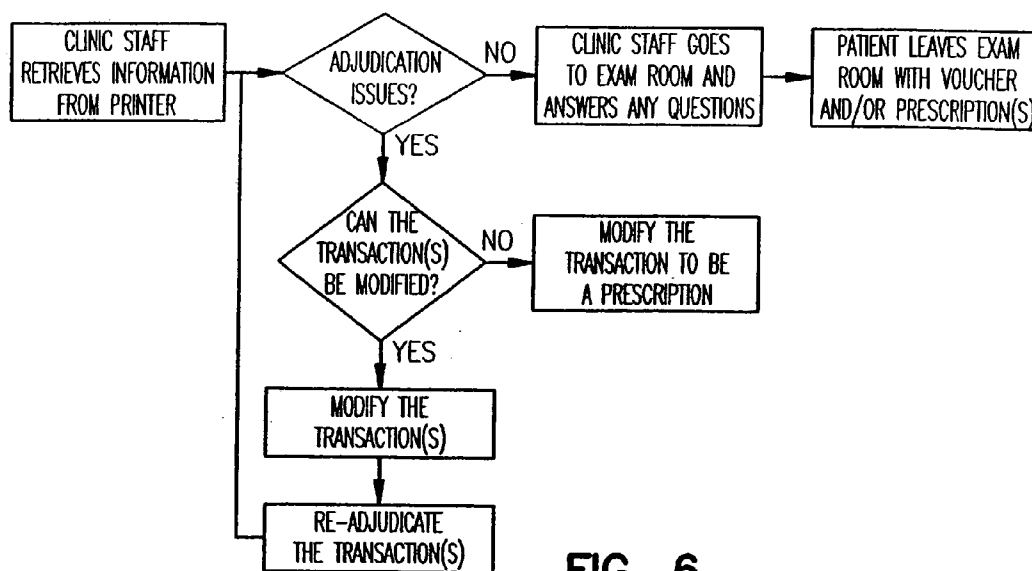 CLINIC STAFF
RETRIEVES INFORMATION
FROM PRINTER
ADJUDICATION
ISSUES?
NO
CLINIC STAFF GOES
TO EXAM ROOM AND
ANSWERS ANY QUESTIONS
PATIENT LEAVES EXAM
ROOM WITH VOUCHER
AND/OR PRESCRIPTION(S)
YES
CAN THE
TRANSACTION(S)
BE MODIFIED?
NO
MODIFY THE
TRANSACTION TO BE
A PRESCRIPTION
YES
MODIFY THE
TRANSACTION(S)
RE-ADJUDICATE
THE TRANSACTION(S)
FIG. 6